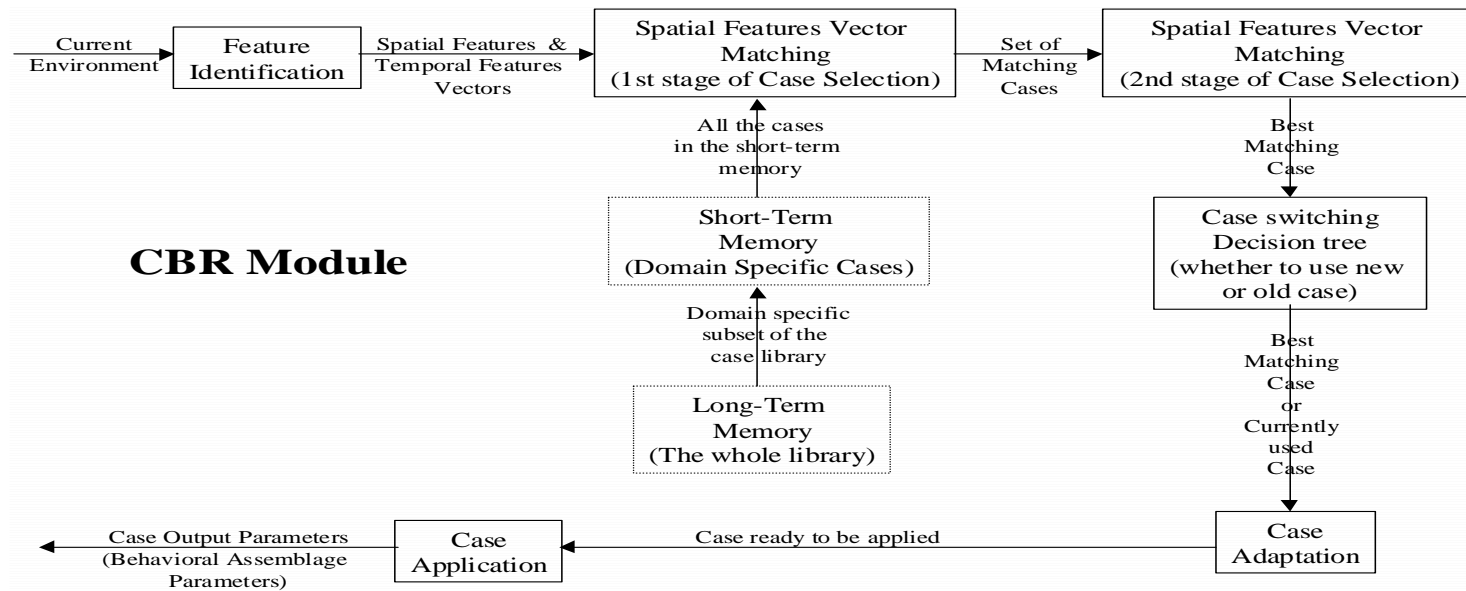 Current
Environment
Feature
Identification
Spatial Features &
Temporal Features
Vectors
Spatial Features Vector
Matching
(1st stage of Case Selection)
Set of
Matching
Cases
Spatial Features Vector
Matching
(2nd stage of Case Selection)
All the cases
in the short-term
memory
Best
Matching
Case
Short-Term
Memory
(Domain Specific Cases)
Case switching
Decision tree
(whether to use new
or old case)
CBR Module
Domain specific
subset of the
case library
Best
Matching
Case
or
Currently
used
Case
Long-Term
Memory
(The whole library)
Case Output Parameters
(Behavioral Assemblage
Parameters)
Case
Application
Case ready to be applied
Case
Adaptation